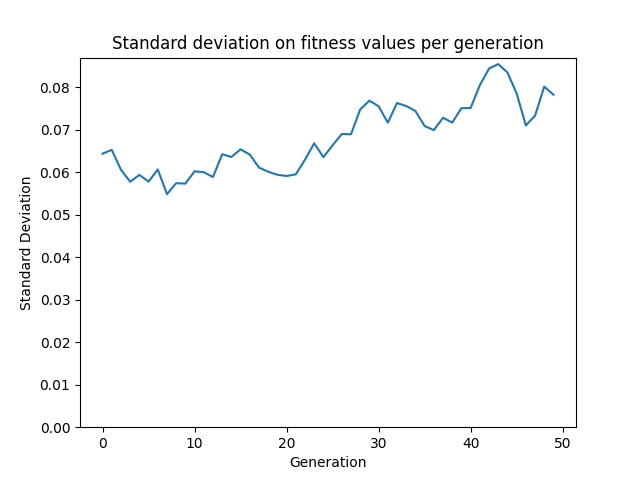 Standard deviation on fitness values per generation
0.08
0.07
0.06
0.05
0.04
0.03
0.02
0.01
0.00
Standard Deviation
0 10 20 30 40 50
Generation